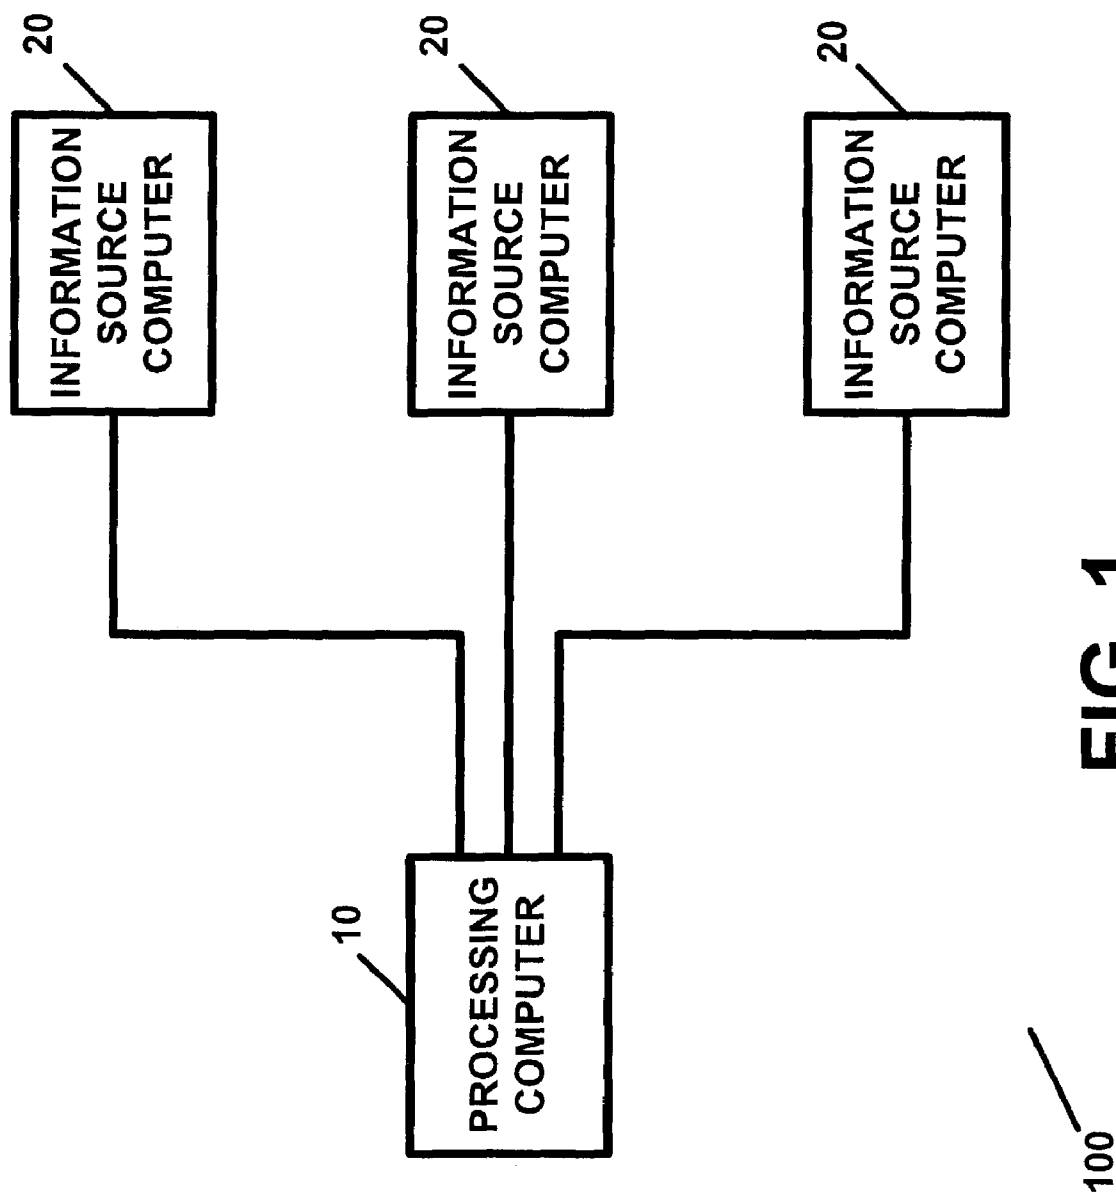 20
INFORMATION
SOURCE
COMPUTER
20
INFORMATION
SOURCE
COMPUTER
20
INFORMATION
SOURCE
COMPUTER
10
PROCESSING
COMPUTER
100
FIG. 1